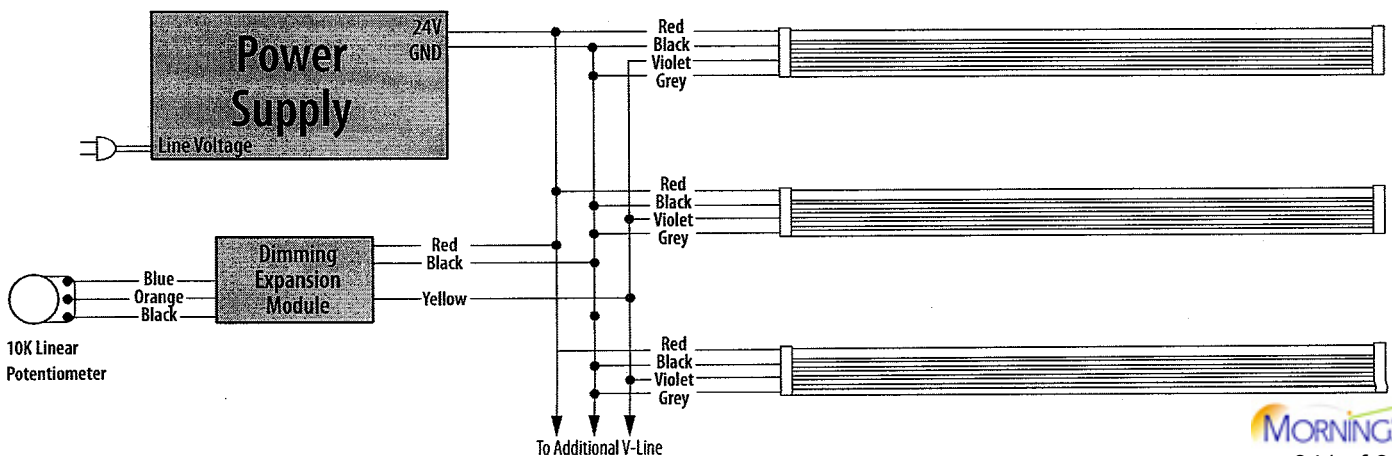 24V
GND
Power
Supply
Line Voltage
Red
Black
Violet
Grey
Red
Black
Violet
Grey
Dimming
Expansion
Module
Red
Black
Yellow
Blue
Orange
Black
10K Linear
Potentiometer
Red
Black
Violet
Grey
To Additional V-Line
MORNING